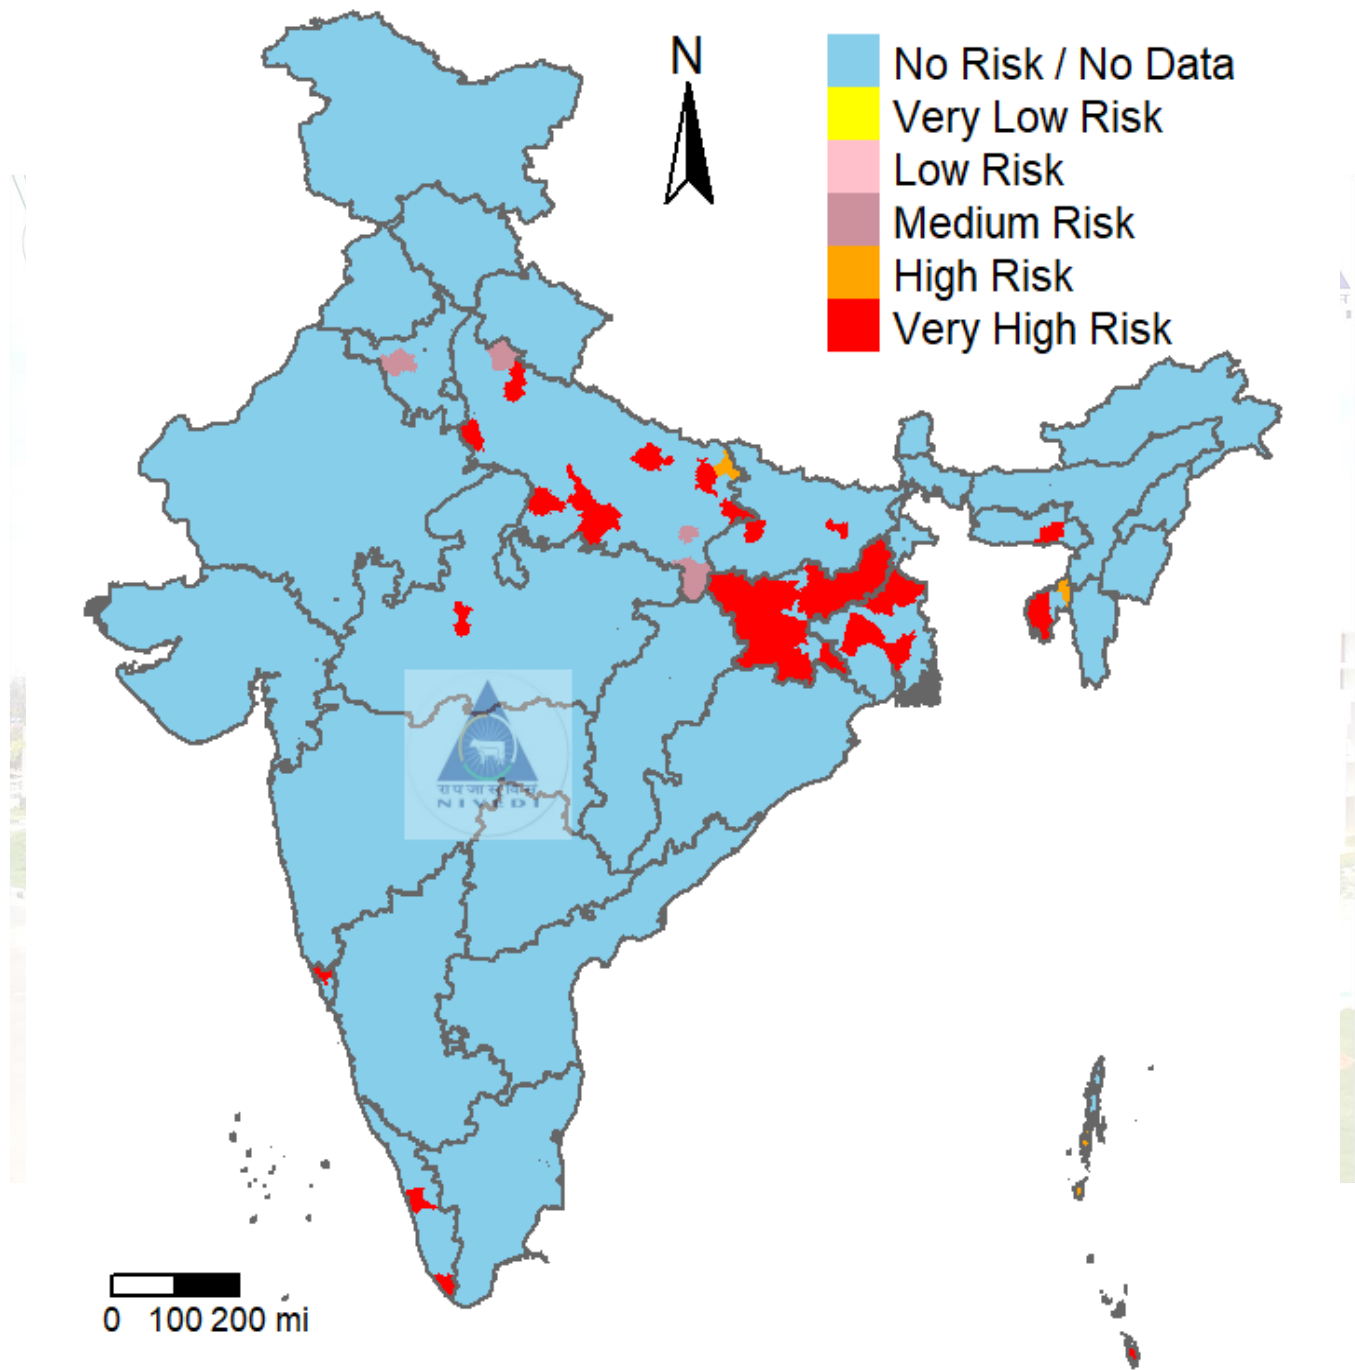 N
No Risk / No Data
Very Low Risk
Low Risk
Medium Risk
High Risk
Very High Risk
NIVEDI
0 100 200 mi